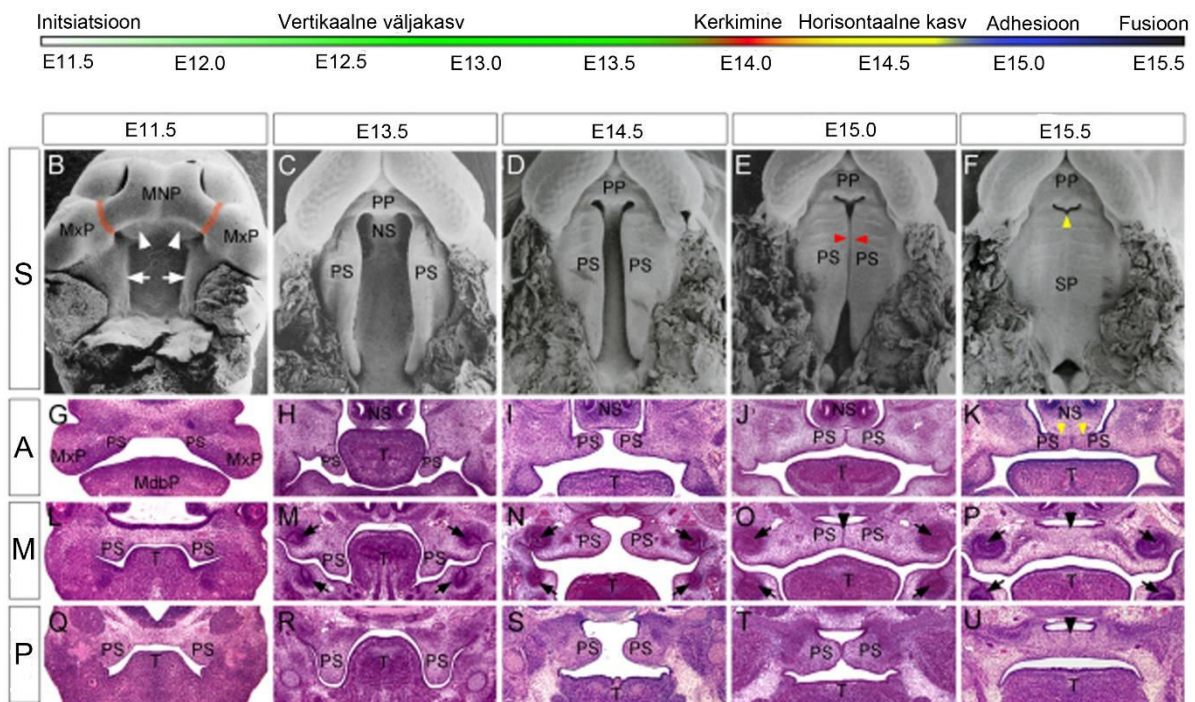 Initsiatsioon Vertikaalne väljakasv Kerkimine Horisontaalne kasv Adhesioon Fusioon
E11.5 E12.0 E12.5 E13.0 E13.5 E14.0 E14.5 E15.0 E15.5
E11.5 E13.5 E14.5 E15.0 E15.5
S
B MNP MxP MxP
C PP NS PS PS
D PP PS PS
E PP PS PS
F PP SP
A
G PS PS MxP MxP MdbP
H NS PS T PS
I NS PS PS T
J NS PS PS T
K NS PS PS T
M
L PS PS T
M PS T PS
N PS PS T
O PS PS T
P T
P
Q PS PS T
R PS T PS
S PS PS T
T PS PS T
U T